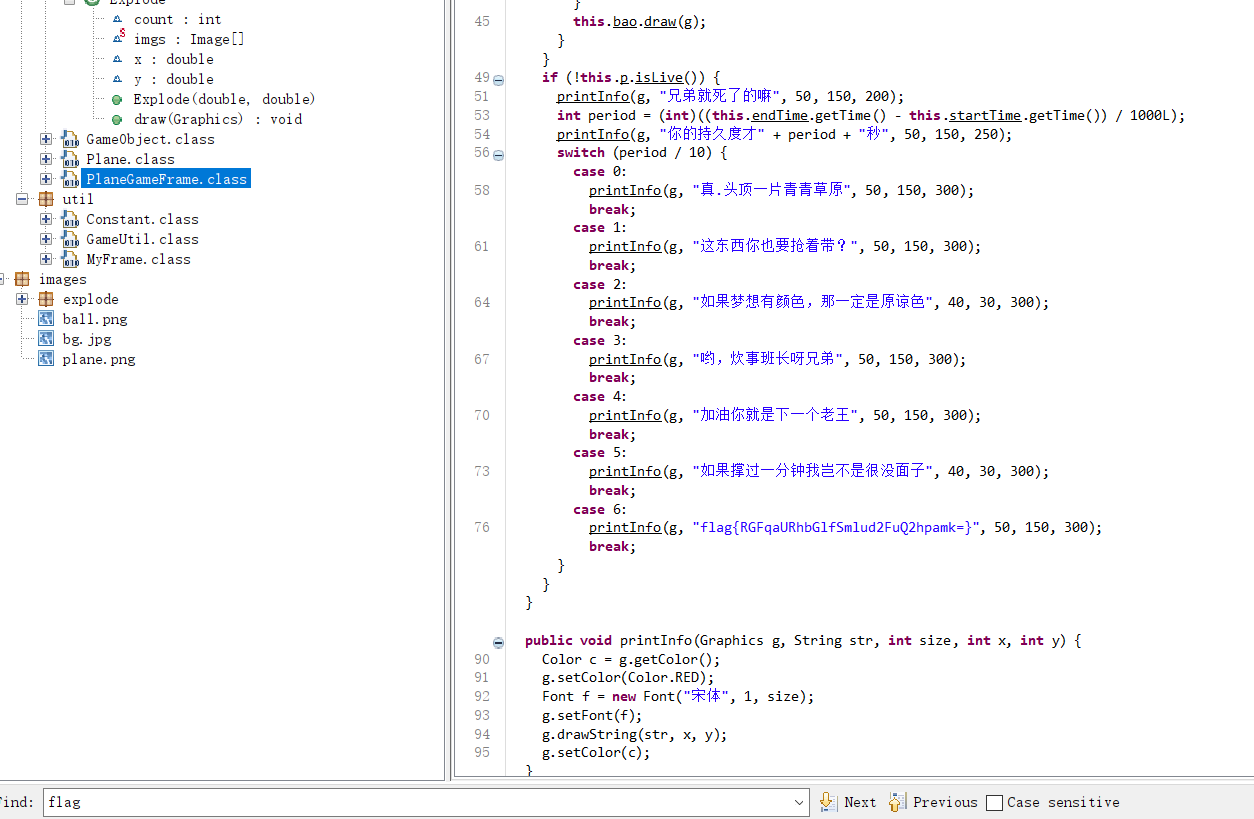 Explode
count : int
imgs : Image[]
x : double
y : double
Explode(double, double)
draw(Graphics) : void
GameObject.class
Plane.class
PlaneGameFrame.class
util
Constant.class
GameUtil.class
MyFrame.class
images
explode
ball.png
bg.jpg
plane.png
}
45 this.bao.draw(g);
}
}
49 if (!this.p.isLive()) {
51 printInfo(g, "兄弟就死了的嘛", 50, 150, 200);
53 int period = (int)((this.endTime.getTime() - this.startTime.getTime()) / 1000L);
54 printInfo(g, "你的持久度才" + period + "秒", 50, 150, 250);
56 switch (period / 10) {
case 0:
58 printInfo(g, "真.头顶一片青青草原", 50, 150, 300);
break;
case 1:
61 printInfo(g, "这东西你也要抢着带？", 50, 150, 300);
break;
case 2:
64 printInfo(g, "如果梦想有颜色，那一定是原谅色", 40, 30, 300);
break;
case 3:
67 printInfo(g, "哟，炊事班长呀兄弟", 50, 150, 300);
break;
case 4:
70 printInfo(g, "加油你就是下一个老王", 50, 150, 300);
break;
case 5:
73 printInfo(g, "如果撑过一分钟我岂不是很没面子", 40, 30, 300);
break;
case 6:
76 printInfo(g, "flag{RGFqaURhbGlfSmlud2FuQ2hpamk=}", 50, 150, 300);
break;
}
}
}
public void printInfo(Graphics g, String str, int size, int x, int y) {
90 Color c = g.getColor();
91 g.setColor(Color.RED);
92 Font f = new Font("宋体", 1, size);
93 g.setFont(f);
94 g.drawString(str, x, y);
95 g.setColor(c);
}
Find: flag Next Previous Case sensitive